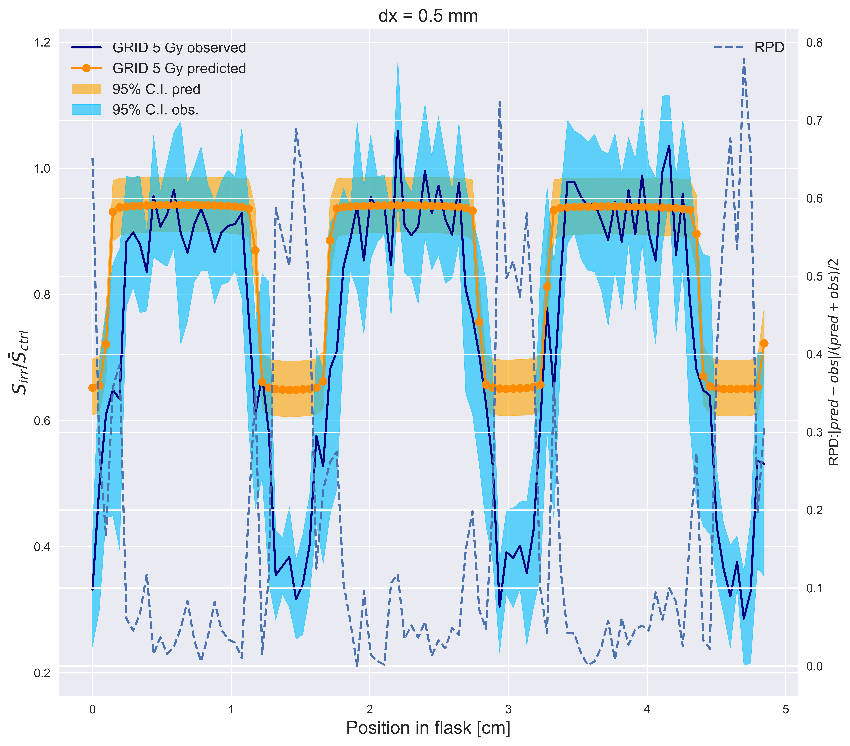 dx = 0.5 mm
GRID 5 Gy observed
GRID 5 Gy predicted
95% C.I. pred
95% C.I. obs.
RPD
1.2
1.0
0.8
0.6
0.4
0.2
S_irr/S̄_ctrl
0.8
0.7
0.6
0.5
0.4
0.3
0.2
0.1
0.0
RPD:|pred − obs|/(pred + obs)/2
0
1
2
3
4
5
Position in flask [cm]